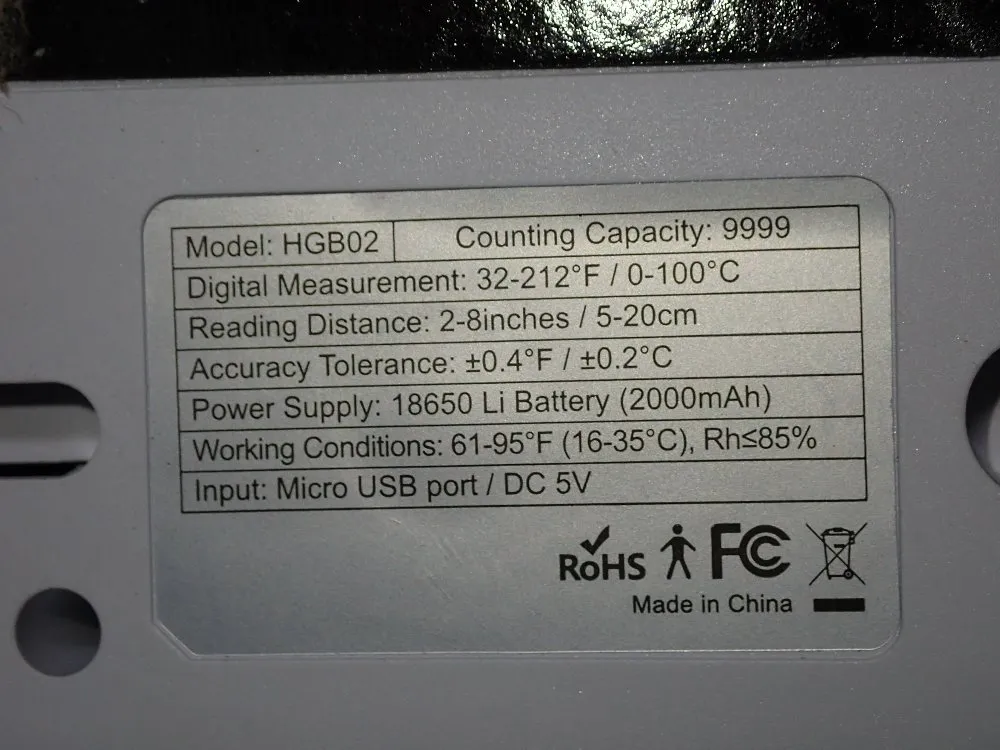 Model: HGB02 Counting Capacity: 9999
Digital Measurement: 32-212°F / 0-100°C
Reading Distance: 2-8inches / 5-20cm
Accuracy Tolerance: ±0.4°F / ±0.2°C
Power Supply: 18650 Li Battery (2000mAh)
Working Conditions: 61-95°F (16-35°C), Rh≤85%
Input: Micro USB port / DC 5V
RoHS FC
Made in China